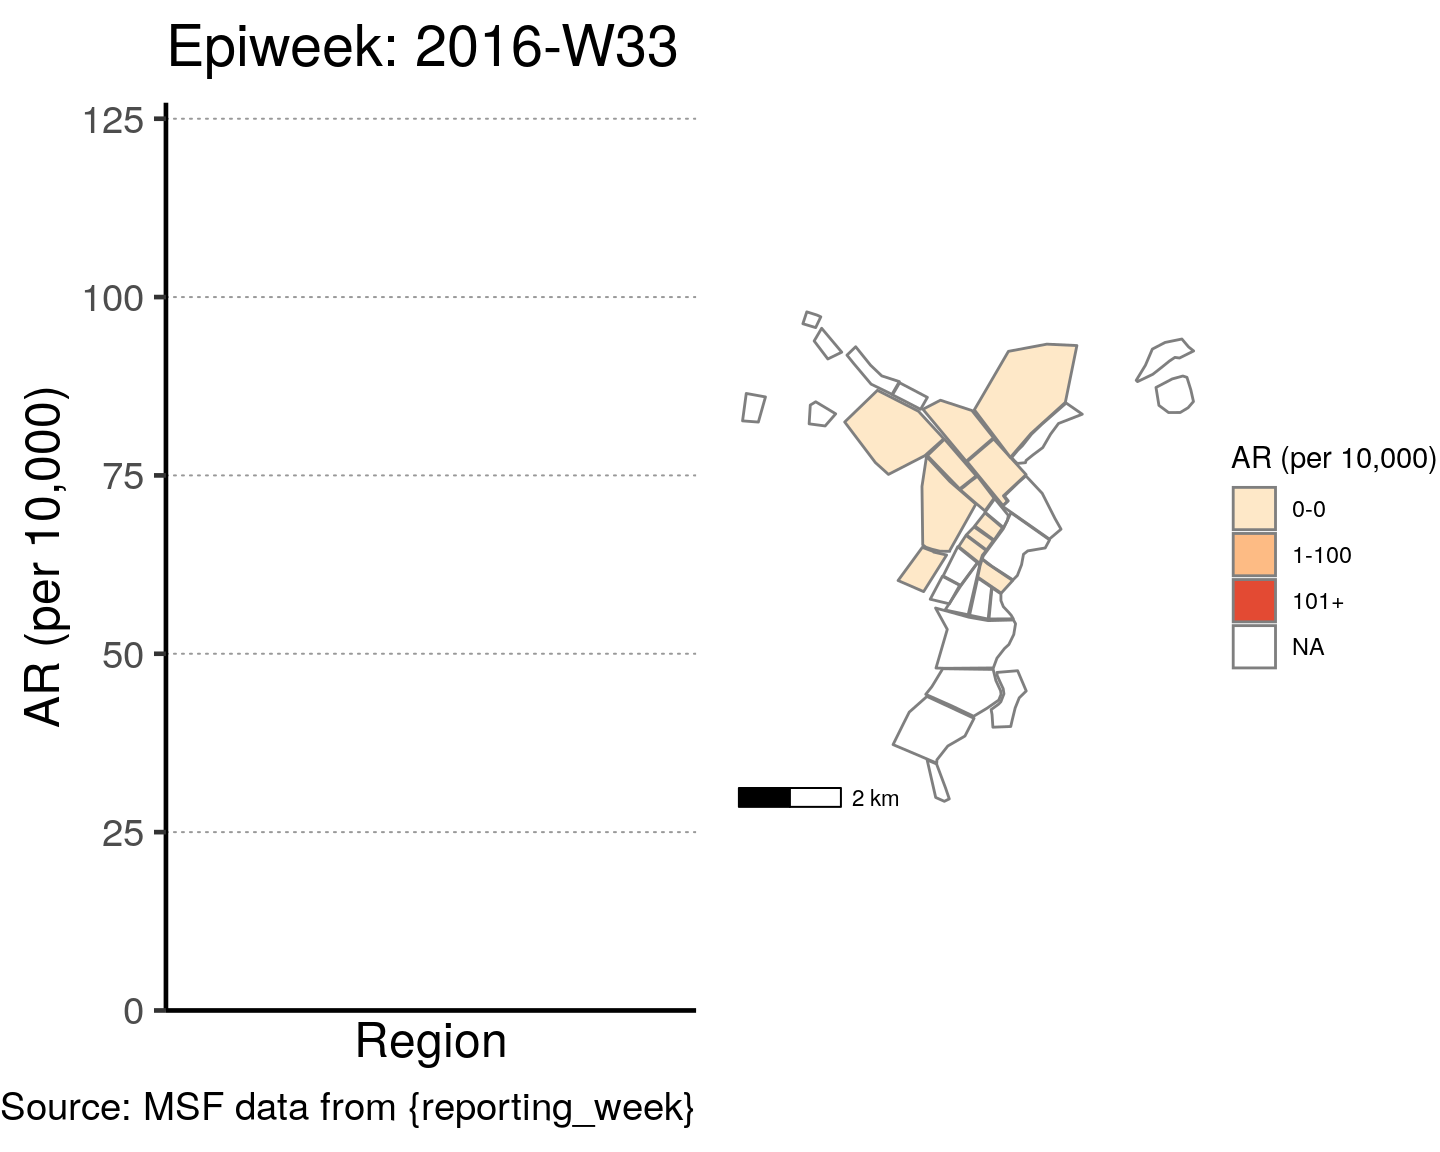 Epiweek: 2016-W33
AR (per 10,000)
125
100
75
50
25
0
Region
Source: MSF data from {reporting_week}
2 km
AR (per 10,000)
0-0
1-100
101+
NA